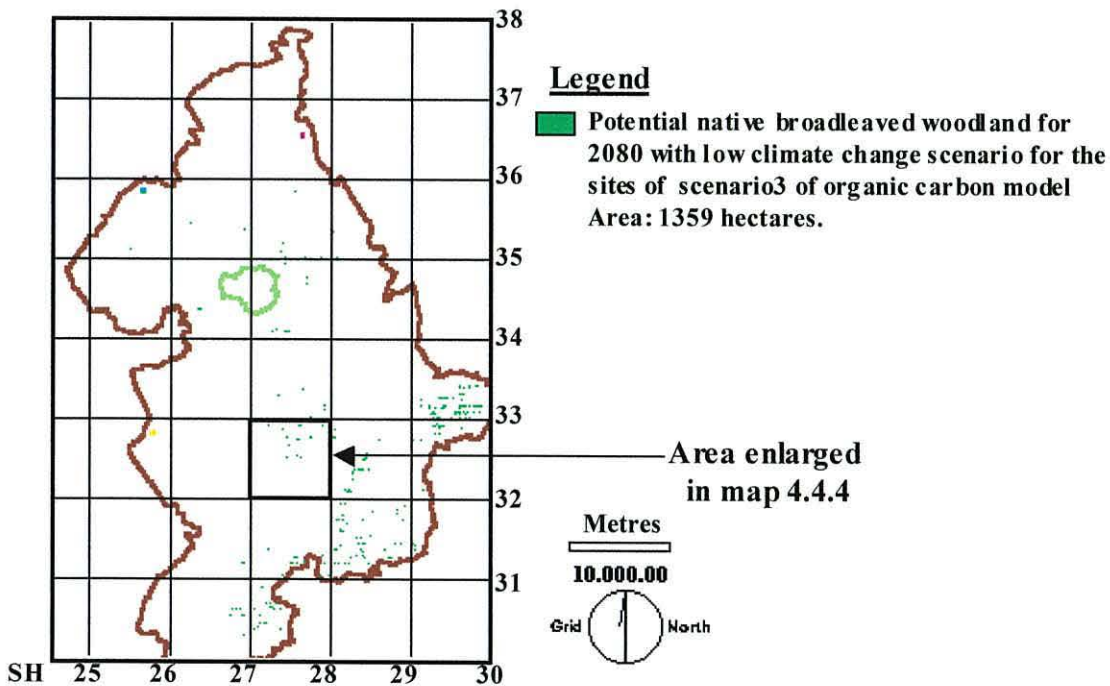 38
37
36
35
34
33
32
31
SH 25 26 27 28 29 30
Legend
Potential native broadleaved woodland for
2080 with low climate change scenario for the
sites of scenario3 of organic carbon model
Area: 1359 hectares.
Area enlarged
in map 4.4.4
Metres
10.000.00
Grid North